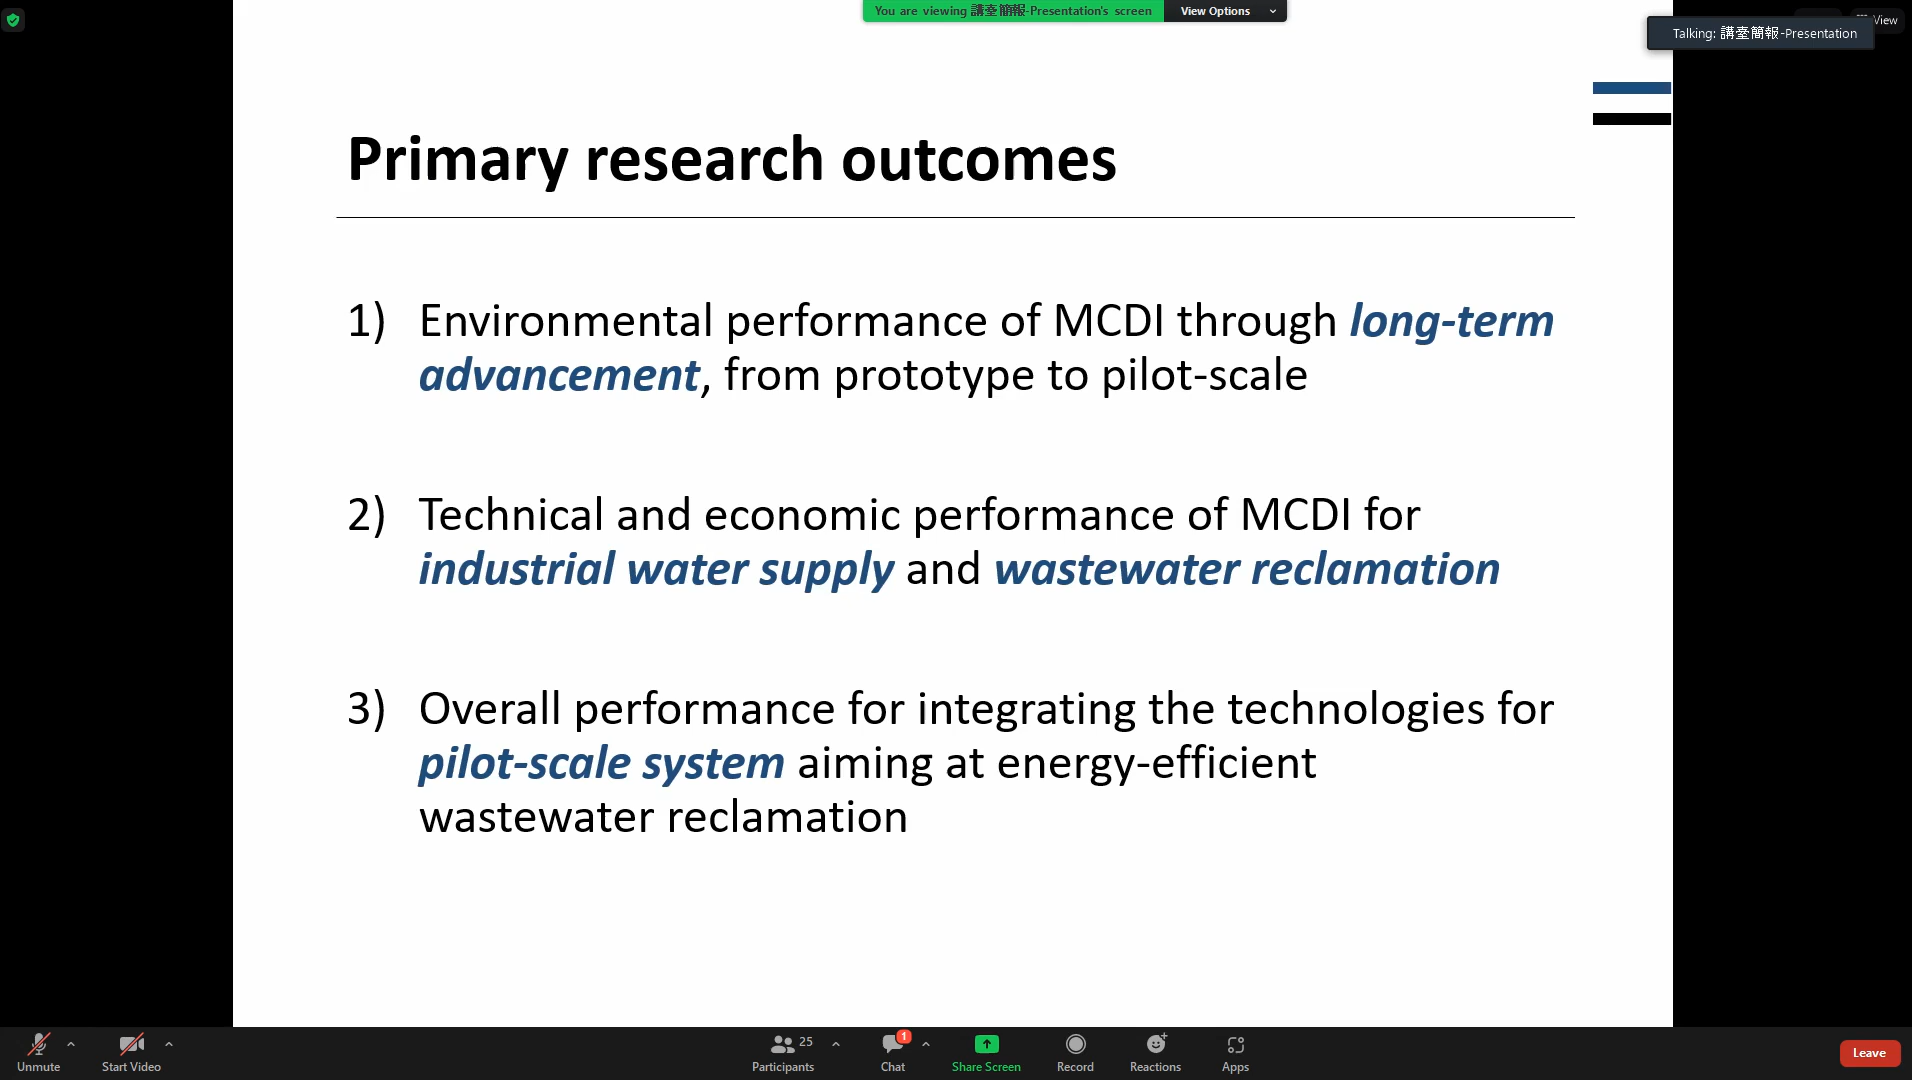 You are viewing 講臺簡報-Presentation's screen
View Options
View
Talking: 講臺簡報-Presentation
Primary research outcomes
1) Environmental performance of MCDI through long-term
advancement, from prototype to pilot-scale
2) Technical and economic performance of MCDI for
industrial water supply and wastewater reclamation
3) Overall performance for integrating the technologies for
pilot-scale system aiming at energy-efficient
wastewater reclamation
Unmute
Start Video
25
Participants
1
Chat
Share Screen
Record
Reactions
Apps
Leave